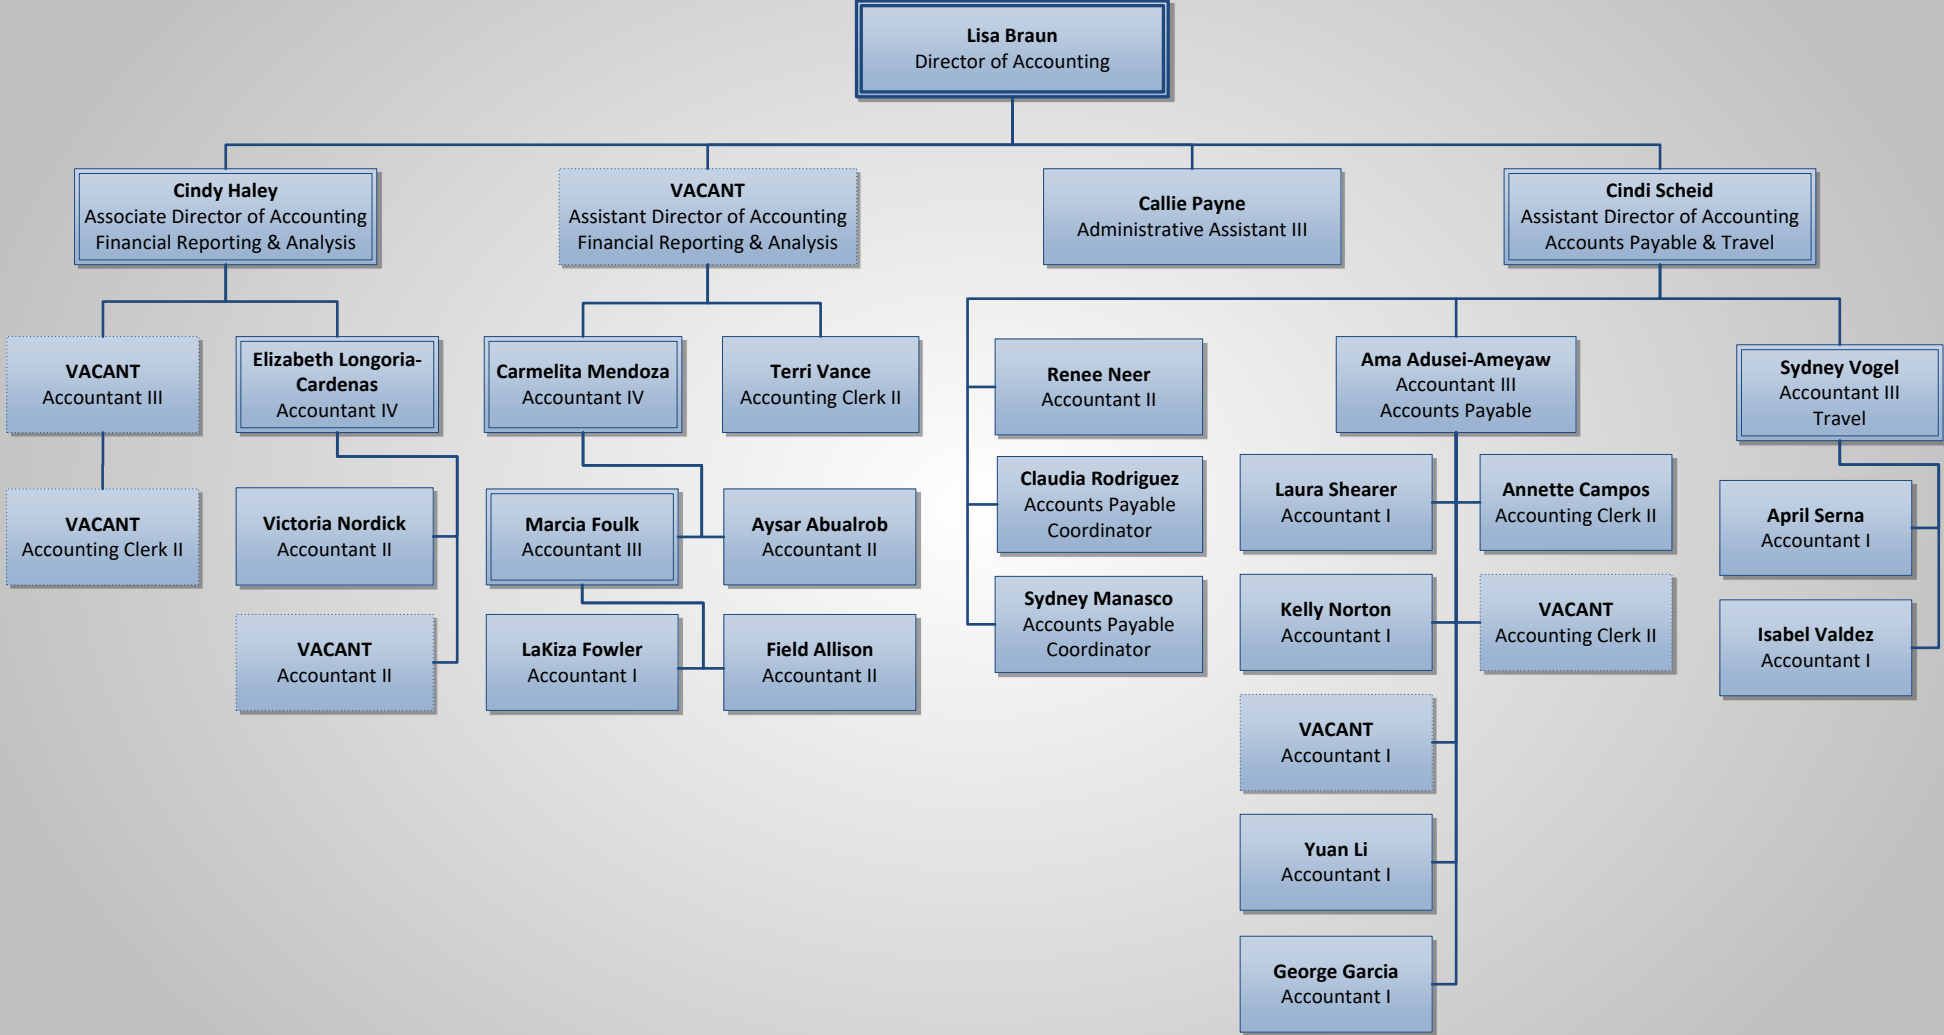 Lisa Braun
Director of Accounting
Cindy Haley
Associate Director of Accounting
Financial Reporting & Analysis
VACANT
Assistant Director of Accounting
Financial Reporting & Analysis
Callie Payne
Administrative Assistant III
Cindi Scheid
Assistant Director of Accounting
Accounts Payable & Travel
VACANT
Accountant III
Elizabeth Longoria-
Cardenas
Accountant IV
Carmelita Mendoza
Accountant IV
Terri Vance
Accounting Clerk II
Renee Neer
Accountant II
Ama Adusei-Ameyaw
Accountant III
Accounts Payable
Sydney Vogel
Accountant III
Travel
VACANT
Accounting Clerk II
Victoria Nordick
Accountant II
Marcia Foulk
Accountant III
Aysar Abualrob
Accountant II
Claudia Rodriguez
Accounts Payable
Coordinator
Laura Shearer
Accountant I
Annette Campos
Accounting Clerk II
April Serna
Accountant I
VACANT
Accountant II
LaKiza Fowler
Accountant I
Field Allison
Accountant II
Sydney Manasco
Accounts Payable
Coordinator
Kelly Norton
Accountant I
VACANT
Accounting Clerk II
Isabel Valdez
Accountant I
VACANT
Accountant I
Yuan Li
Accountant I
George Garcia
Accountant I